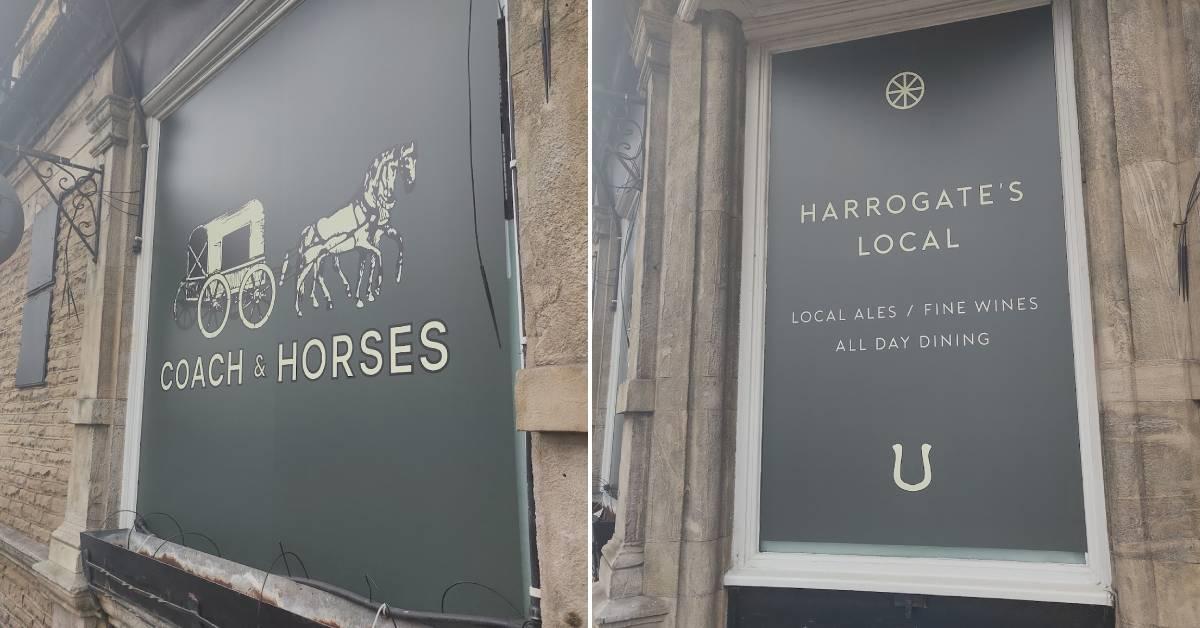 COACH & HORSES
HARROGATE'S
LOCAL
LOCAL ALES / FINE WINES
ALL DAY DINING